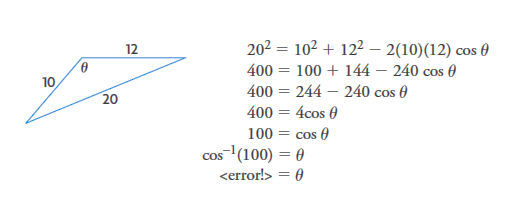 12
θ
10
20
20² = 10² + 12² – 2(10)(12) cos θ
400 = 100 + 144 – 240 cos θ
400 = 244 – 240 cos θ
400 = 4cos θ
100 = cos θ
cos⁻¹(100) = θ
<error!> = θ